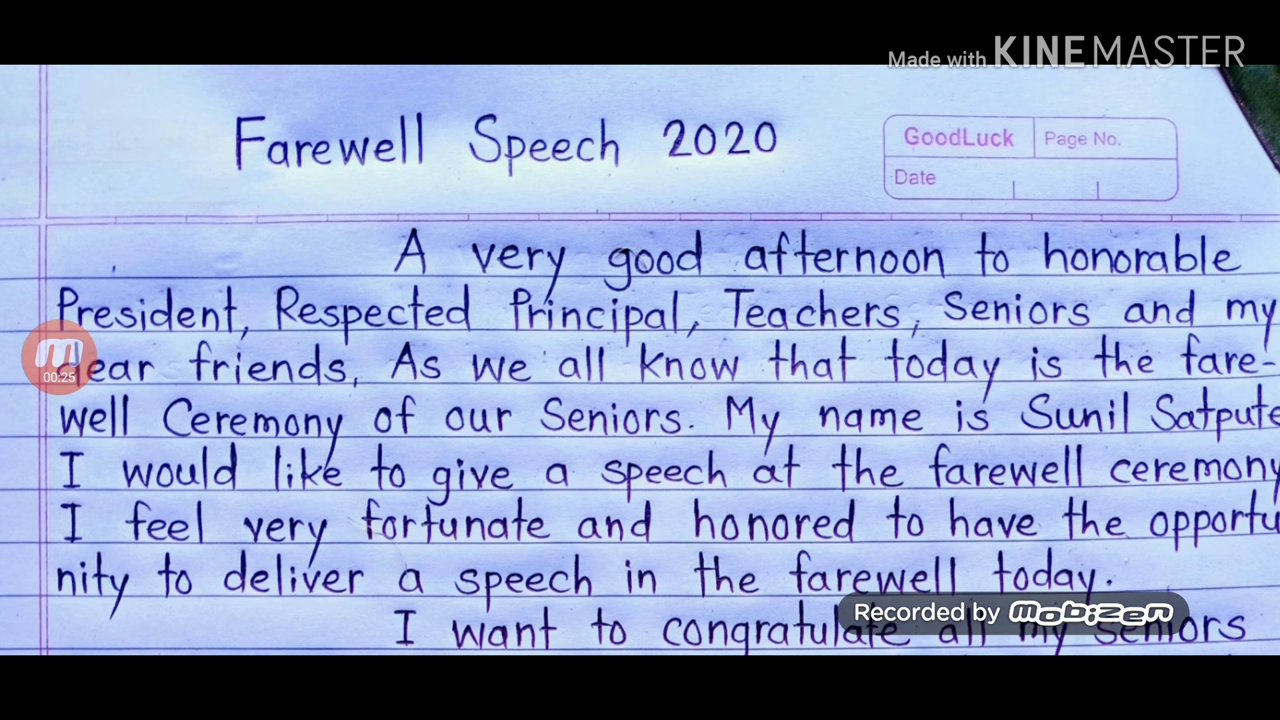 Made with KINEMASTER
Farewell Speech 2020
GoodLuck
Page No.
Date
A very good afternoon to honorable
President, Respected Principal, Teachers, Seniors and my
dear friends, As we all know that today is the fare-
00:25
well Ceremony of our Seniors. My name is Sunil Satpute
I would like to give a speech at the farewell ceremony
I feel very fortunate and honored to have the opportu
nity to deliver a speech in the farewell today.
Recorded by mobizen
I want to congratulate all my seniors